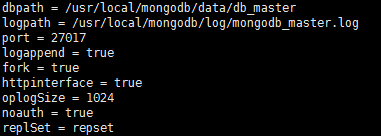 dbpath = /usr/local/mongodb/data/db_master
logpath = /usr/local/mongodb/log/mongodb_master.log
port = 27017
logappend = true
fork = true
httpinterface = true
oplogSize = 1024
noauth = true
replSet = repset